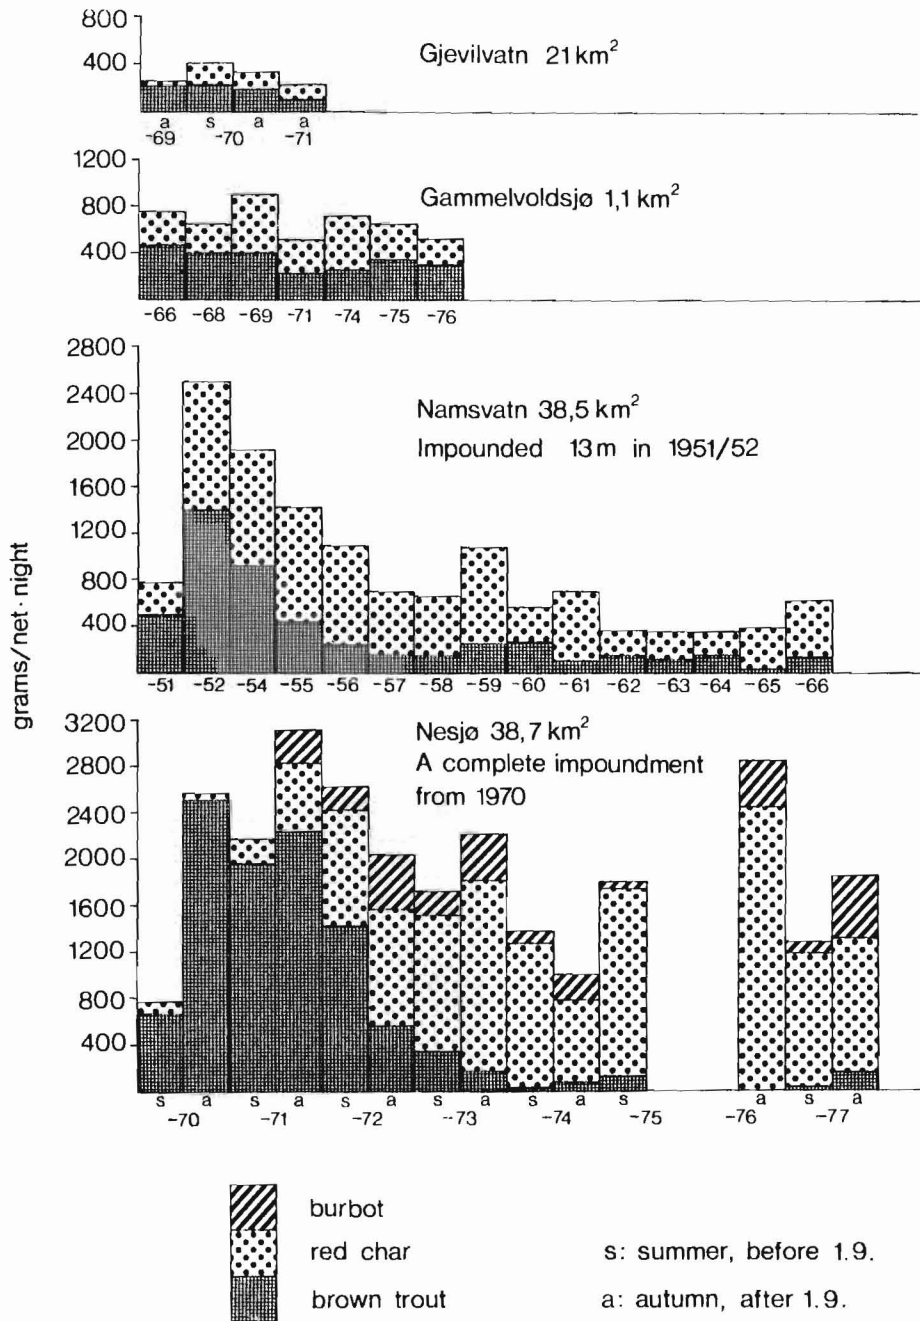 grams/net·night
800
400
Gjevilvatn 21 km²
a s a a
-69 -70 -71
1200
800
400
Gammelvoldsjø 1,1 km²
-66 -68 -69 -71 -74 -75 -76
2800
2400
2000
1600
1200
800
400
Namsvatn 38,5 km²
Impounded 13 m in 1951/52
-51 -52 -54 -55 -56 -57 -58 -59 -60 -61 -62 -63 -64 -65 -66
3200
2800
2400
2000
1600
1200
800
400
Nesjø 38,7 km²
A complete impoundment
from 1970
s a s a s a s a s a s a s a
-70 -71 -72 -73 -74 -75 -76 -77
burbot
red char s: summer, before 1.9.
brown trout a: autumn, after 1.9.